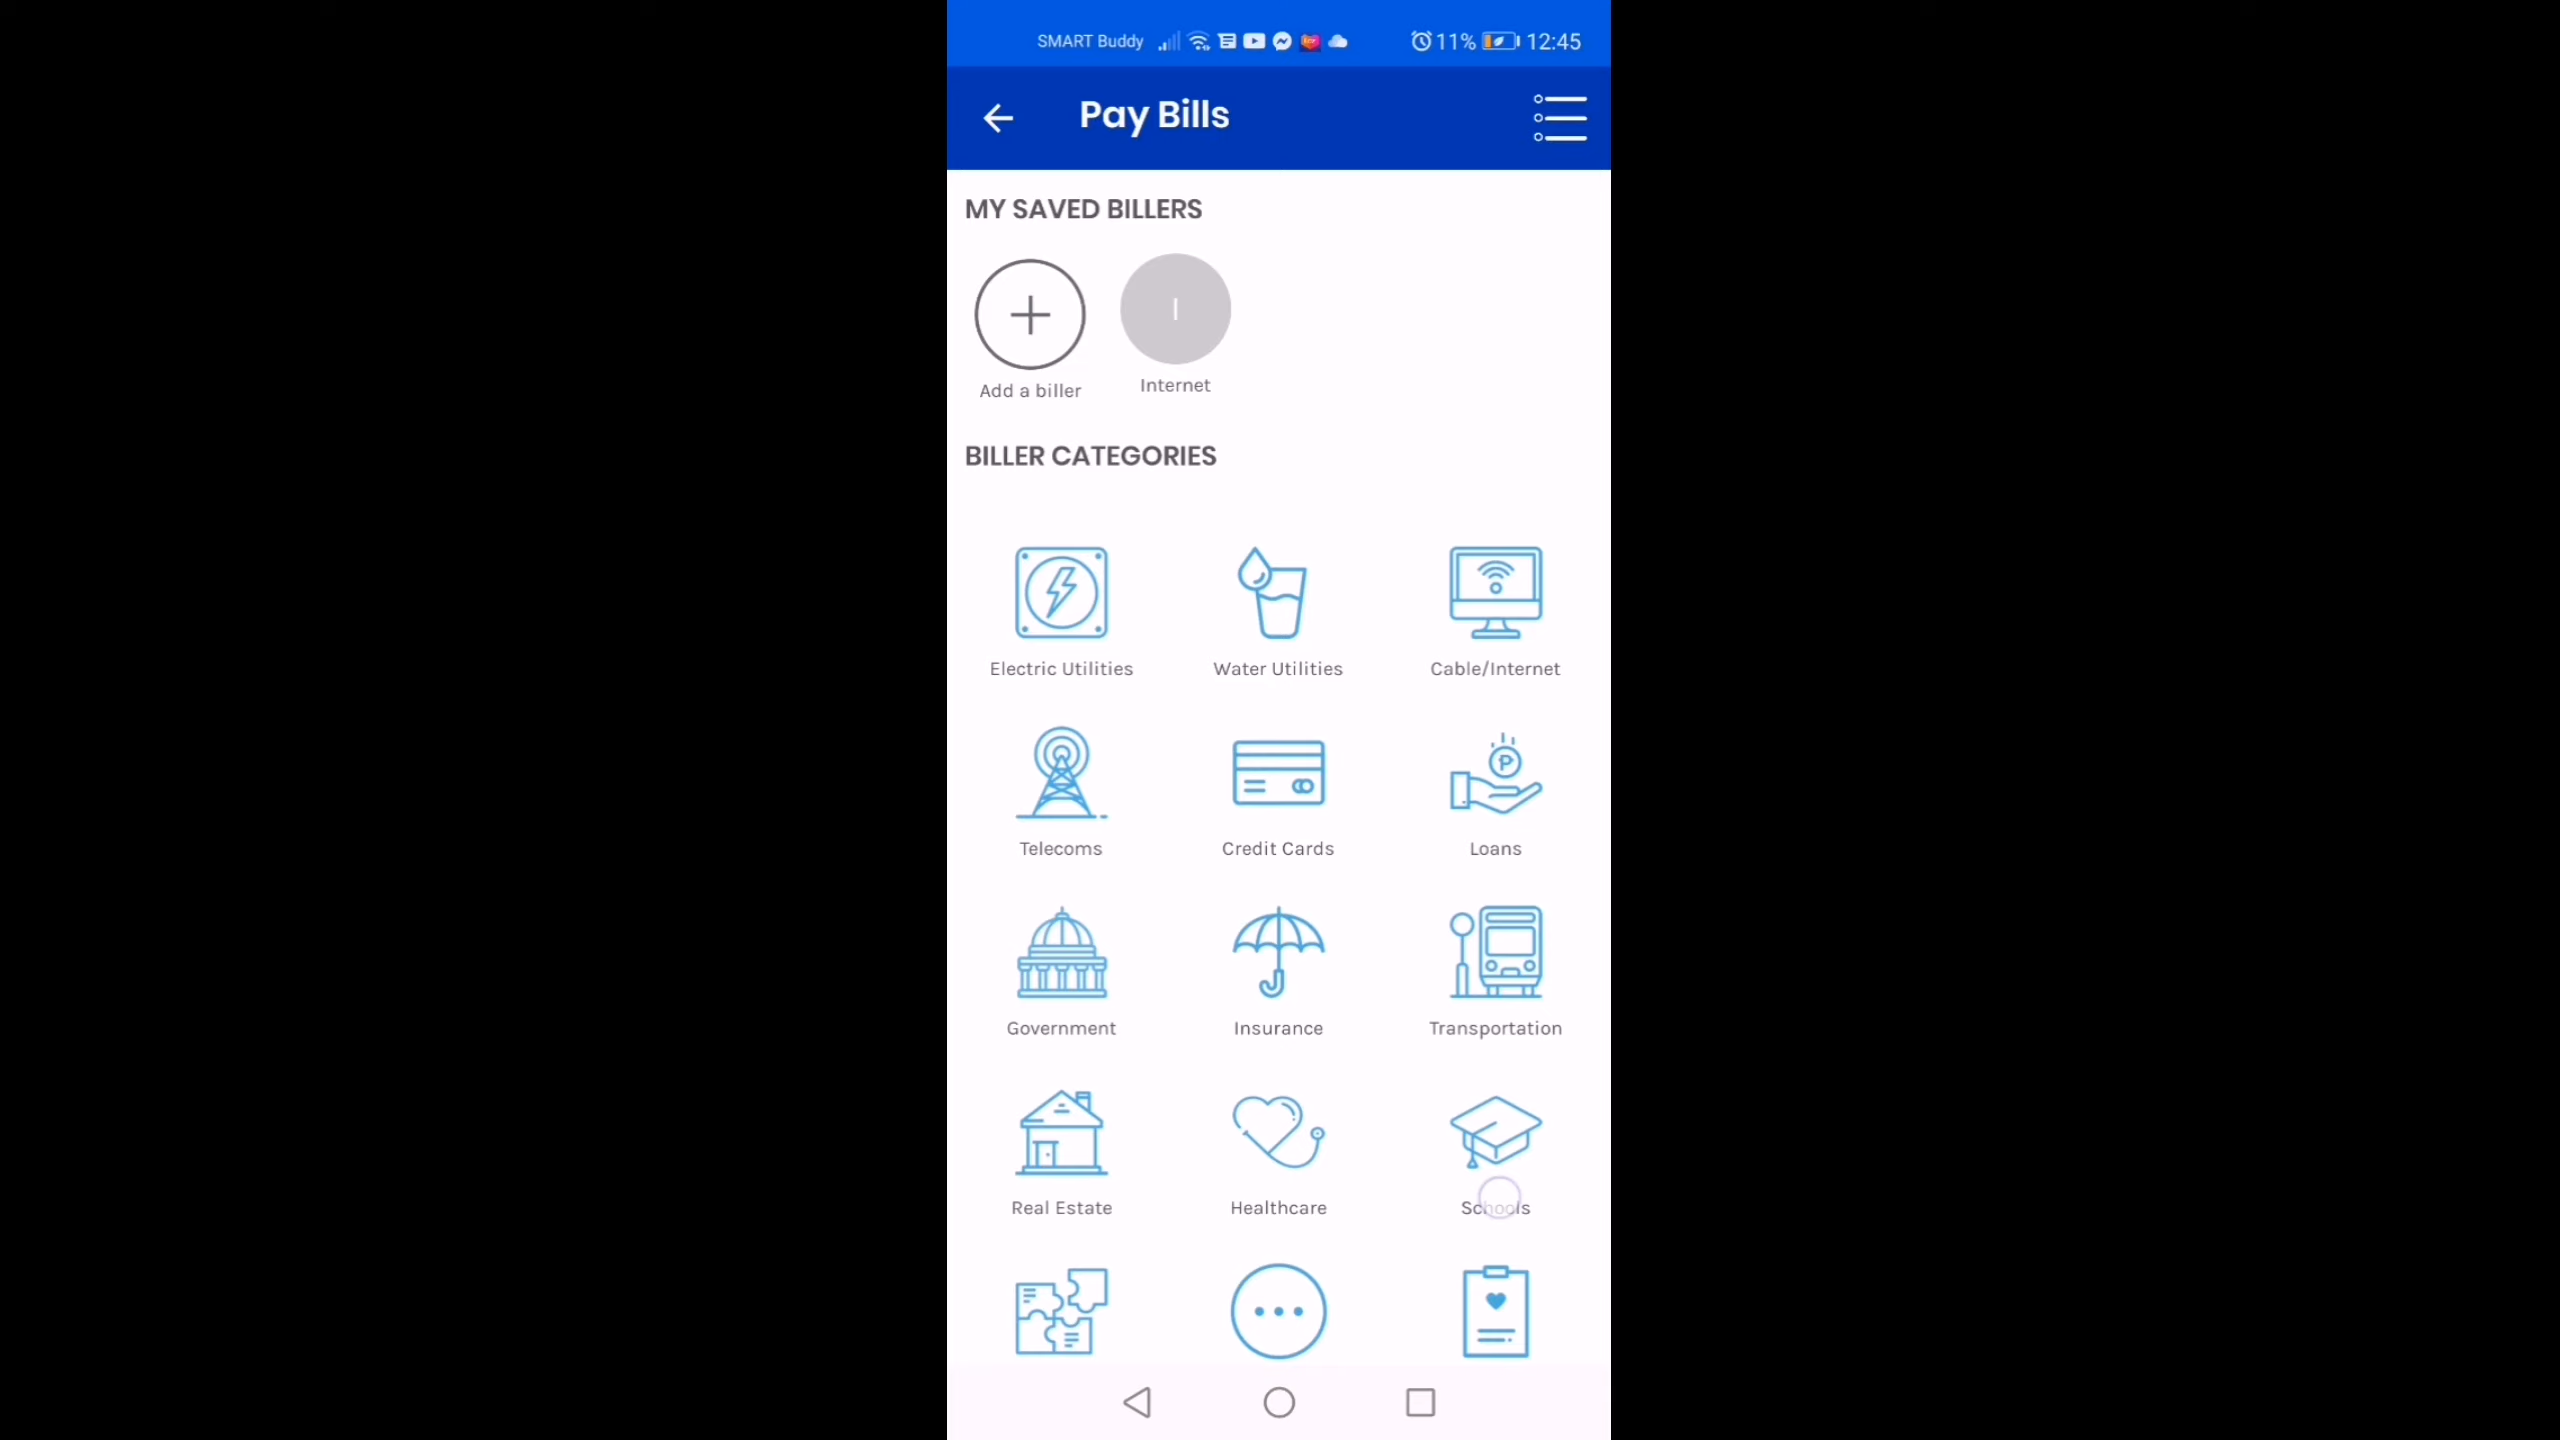 SMART Buddy 11% 12:45
Pay Bills
MY SAVED BILLERS
I
Add a biller Internet
BILLER CATEGORIES
Electric Utilities Water Utilities Cable/Internet
Telecoms Credit Cards Loans
Government Insurance Transportation
Real Estate Healthcare Schools